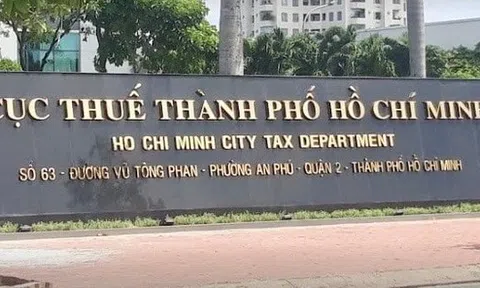 CỤC THUẾ THÀNH PHỐ HỒ CHÍ MINH
HO CHI MINH CITY TAX DEPARTMENT
SỐ 63 - ĐƯỜNG VŨ TÔNG PHAN - PHƯỜNG AN PHÚ - QUẬN 2 - THÀNH PHỐ HỒ CHÍ MINH